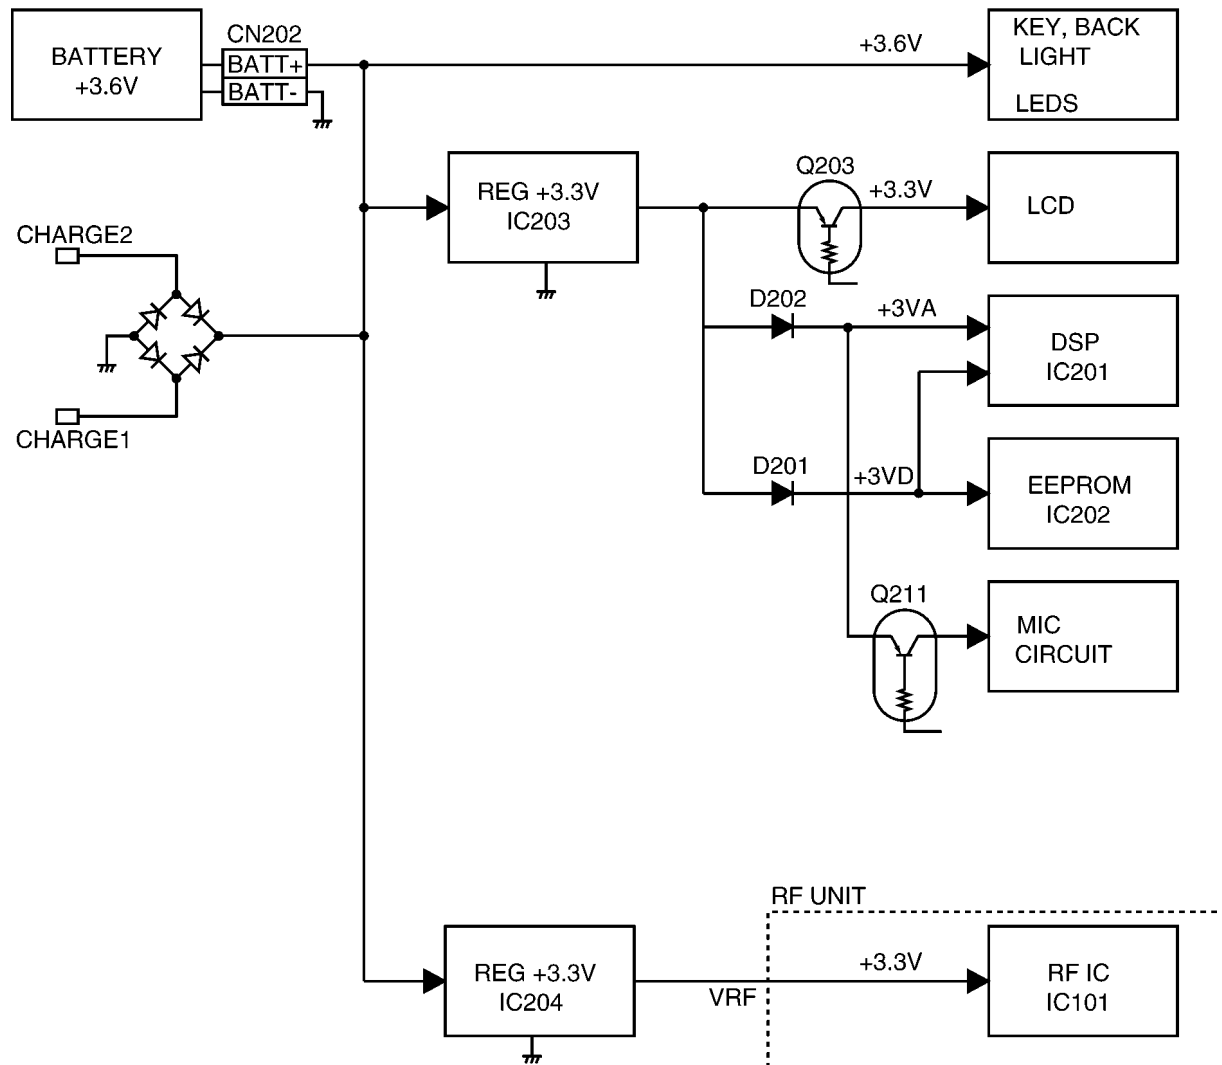 BATTERY
+3.6V
CN202
BATT+
BATT-
+3.6V
KEY, BACK
LIGHT
LEDS
REG +3.3V
IC203
Q203
+3.3V
LCD
CHARGE2
CHARGE1
D202
+3VA
DSP
IC201
D201
+3VD
EEPROM
IC202
Q211
MIC
CIRCUIT
RF UNIT
REG +3.3V
IC204
VRF
+3.3V
RF IC
IC101